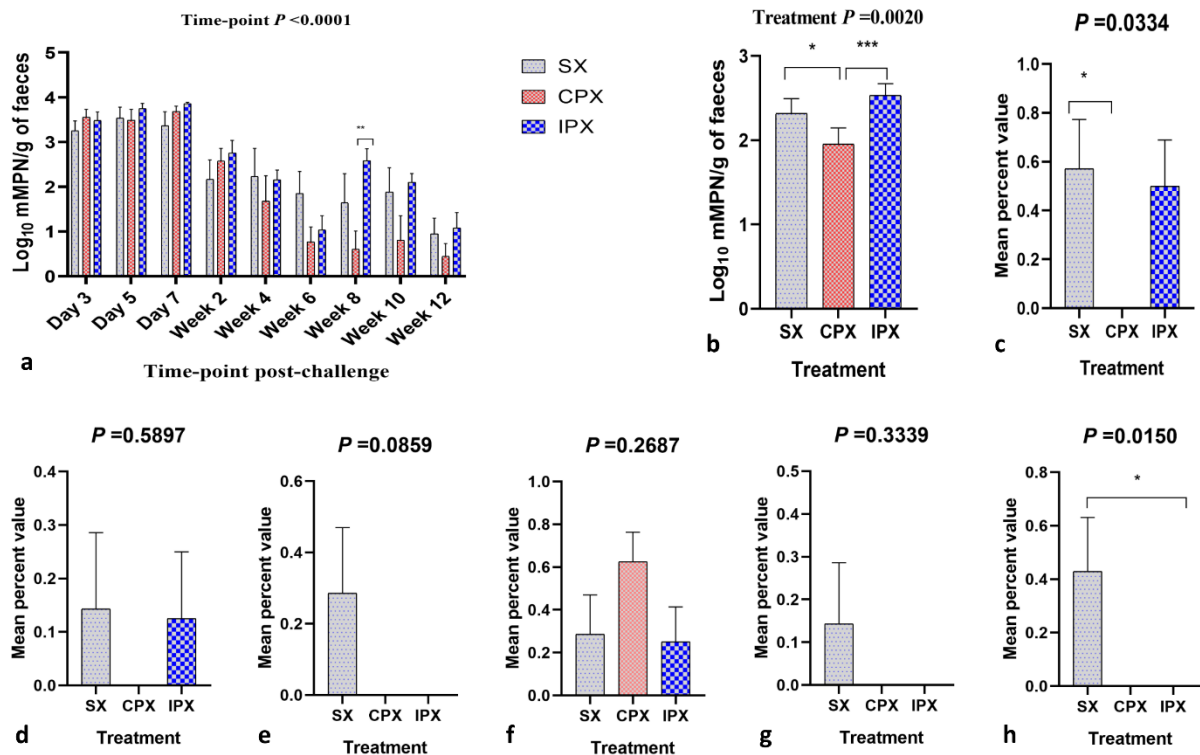 Time-point P <0.0001
Log10 mMPN/g of faeces
5
4
3
2
1
0
Day 3
Day 5
Day 7
Week 2
Week 4
Week 6
Week 8
Week 10
Week 12
**
a
Time-point post-challenge
SX
CPX
IPX
Treatment P =0.0020
* ***
Log10 mMPN/g of faeces
3
2
1
0
SX CPX IPX
b
Treatment
P =0.0334
*
Mean percent value
1.0
0.8
0.6
0.4
0.2
0.0
SX CPX IPX
c
Treatment
P =0.5897
Mean percent value
0.4
0.3
0.2
0.1
0.0
SX CPX IPX
d
Treatment
P =0.0859
Mean percent value
0.6
0.4
0.2
0.0
SX CPX IPX
e
Treatment
P =0.2687
Mean percent value
1.0
0.8
0.6
0.4
0.2
0.0
SX CPX IPX
f
Treatment
P =0.3339
Mean percent value
0.5
0.4
0.3
0.2
0.1
0.0
SX CPX IPX
g
Treatment
P =0.0150
*
Mean percent value
0.8
0.6
0.4
0.2
0.0
SX CPX IPX
h
Treatment